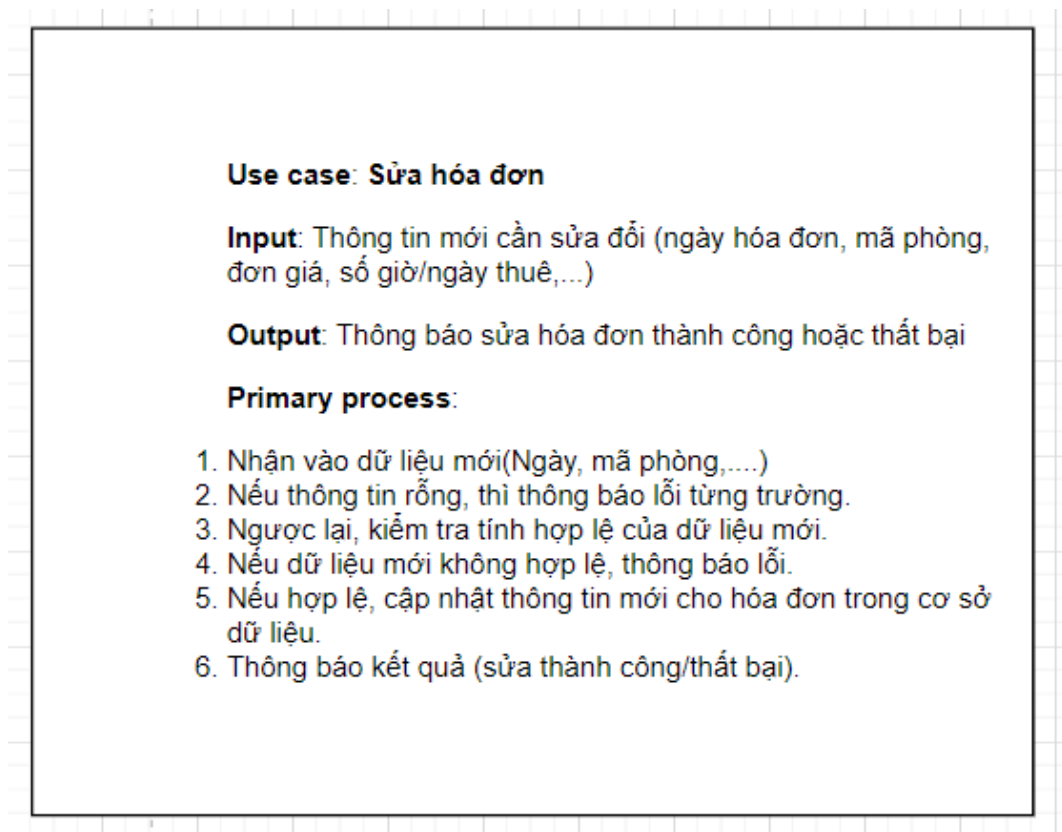 Use case: Sửa hóa đơn
Input: Thông tin mới cần sửa đổi (ngày hóa đơn, mã phòng,
đơn giá, số giờ/ngày thuê,...)
Output: Thông báo sửa hóa đơn thành công hoặc thất bại
Primary process:
1. Nhận vào dữ liệu mới(Ngày, mã phòng,....)
2. Nếu thông tin rỗng, thì thông báo lỗi từng trường.
3. Ngược lại, kiểm tra tính hợp lệ của dữ liệu mới.
4. Nếu dữ liệu mới không hợp lệ, thông báo lỗi.
5. Nếu hợp lệ, cập nhật thông tin mới cho hóa đơn trong cơ sở
dữ liệu.
6. Thông báo kết quả (sửa thành công/thất bại).